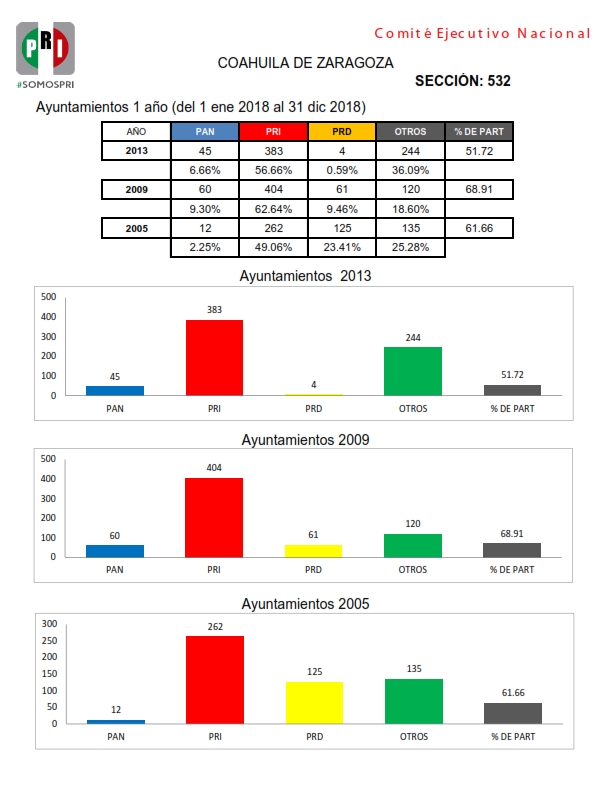 Comité Ejecutivo Nacional
PRI
#SOMOSPRI
COAHUILA DE ZARAGOZA
SECCIÓN: 532
Ayuntamientos 1 año (del 1 ene 2018 al 31 dic 2018)
AÑO PAN PRI PRD OTROS % DE PART
2013 45 383 4 244 51.72
6.66% 56.66% 0.59% 36.09%
2009 60 404 61 120 68.91
9.30% 62.64% 9.46% 18.60%
2005 12 262 125 135 61.66
2.25% 49.06% 23.41% 25.28%
Ayuntamientos 2013
500
400
300
200
100
0
45 383 4 244 51.72
PAN PRI PRD OTROS % DE PART
Ayuntamientos 2009
500
400
300
200
100
0
60 404 61 120 68.91
PAN PRI PRD OTROS % DE PART
Ayuntamientos 2005
300
250
200
150
100
50
0
12 262 125 135 61.66
PAN PRI PRD OTROS % DE PART